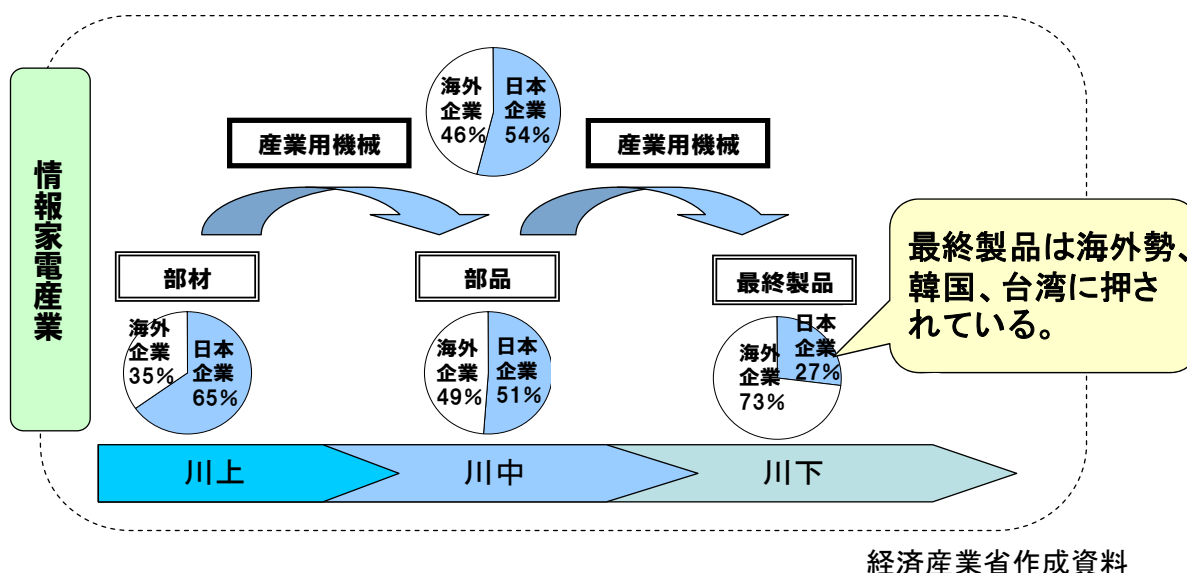 情報家電産業
海外
企業
46%
日本
企業
54%
産業用機械
産業用機械
部材
部品
最終製品
最終製品は海外勢、
韓国、台湾に押さ
れている。
海外
企業
35%
日本
企業
65%
海外
企業
49%
日本
企業
51%
海外
企業
73%
日本
企業
27%
川上
川中
川下
経済産業省作成資料